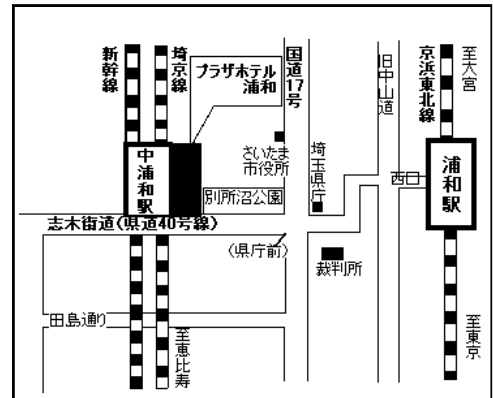 新幹線
埼京線
プラザホテル
浦和
国道17号
旧中山道
京浜東北線
至大宮
中浦和駅
さいたま
市役所
埼玉県庁
西口
浦和駅
別所沼公園
志木街道(県道40号線)
(県庁前)
裁判所
田島通り
至恵比寿
至東京